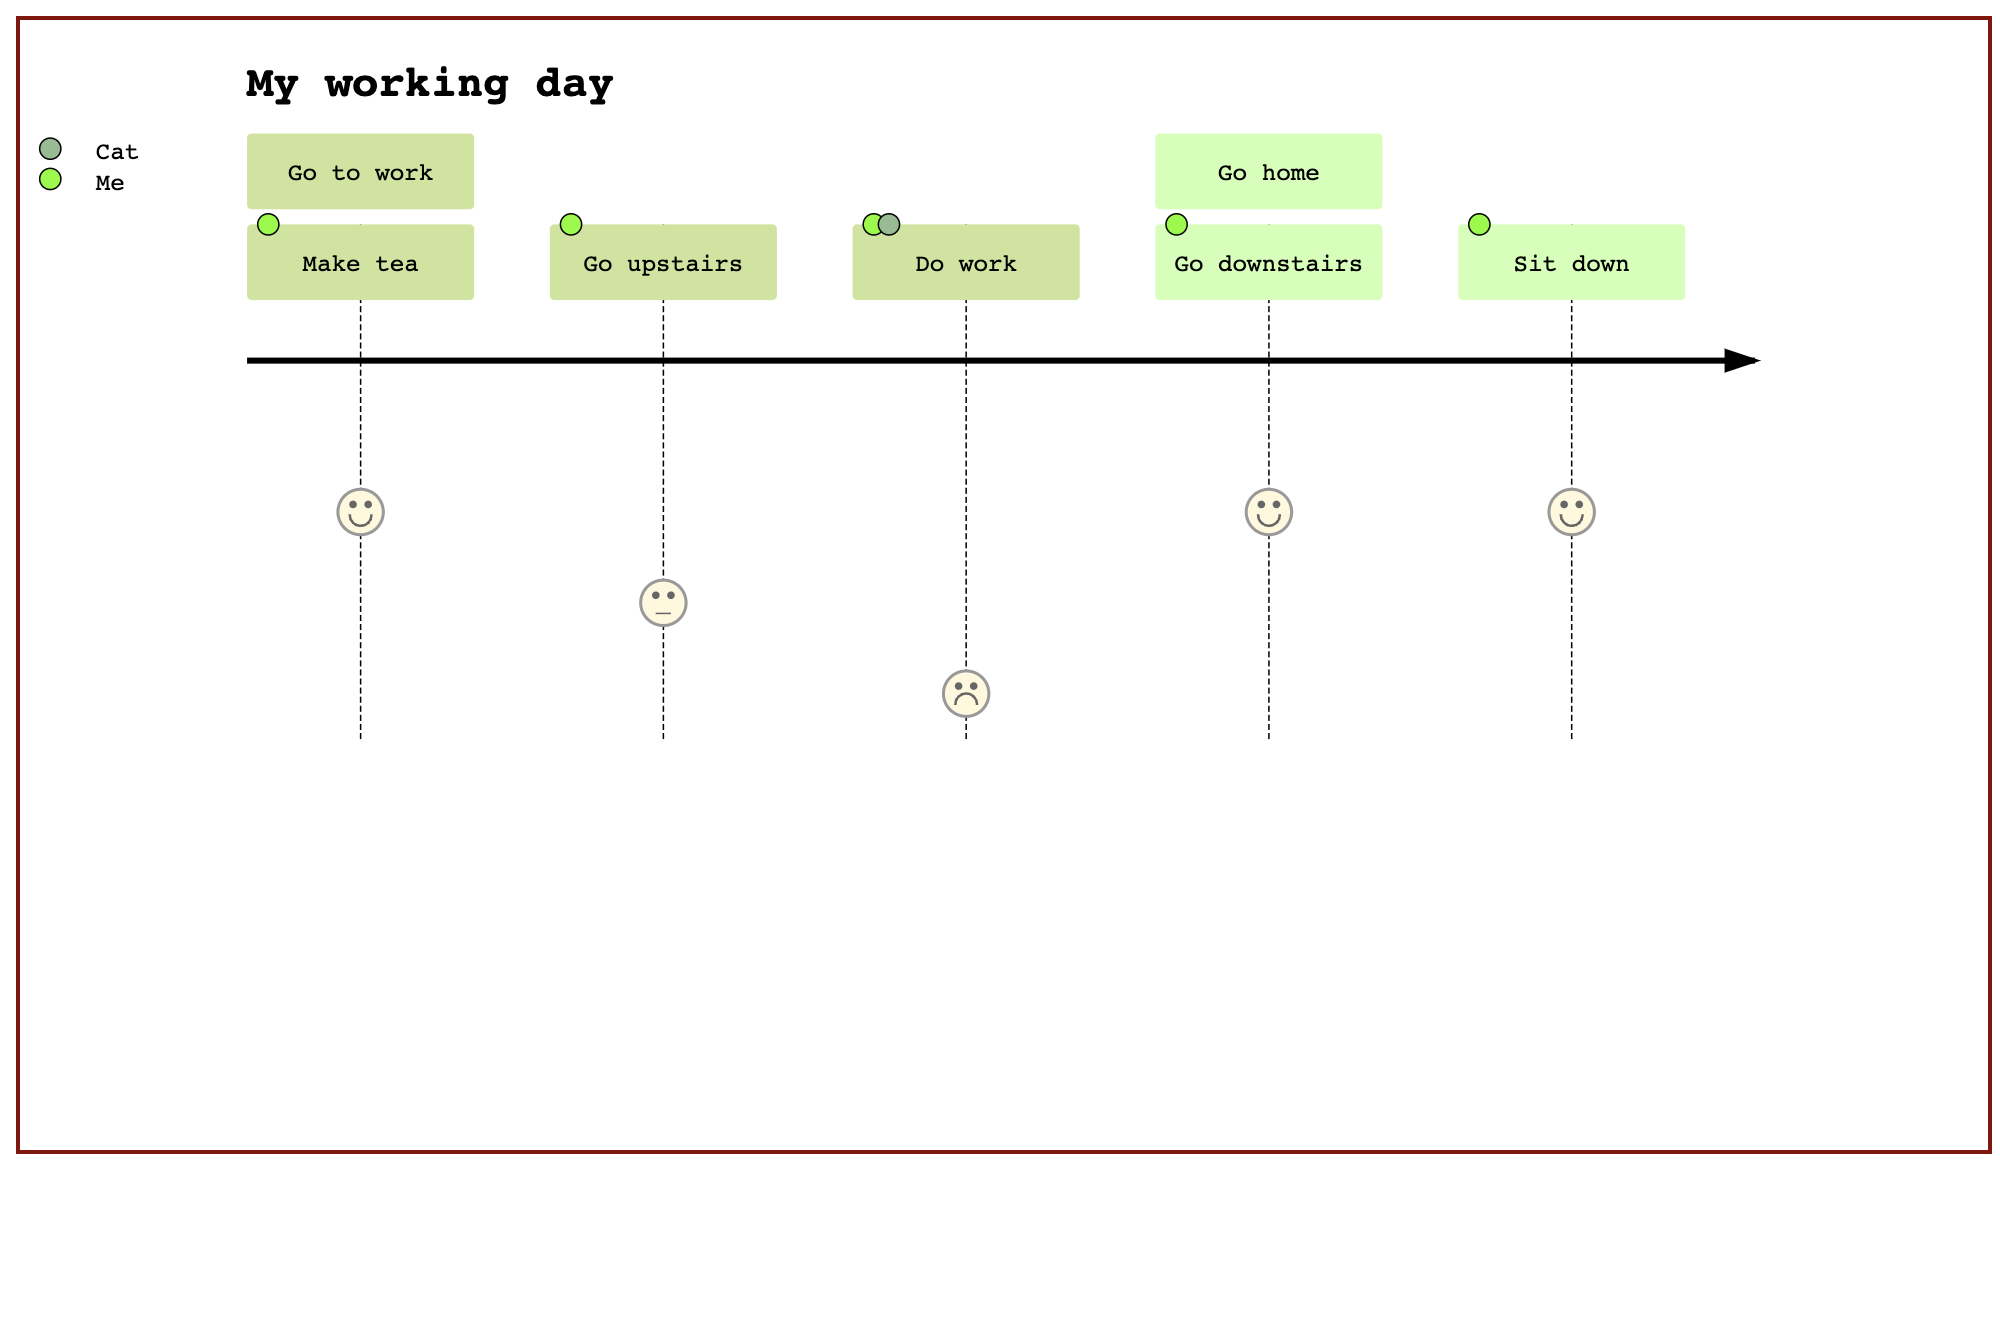 My working day
Cat
Me
Go to work
Go home
Make tea
Go upstairs
Do work
Go downstairs
Sit down